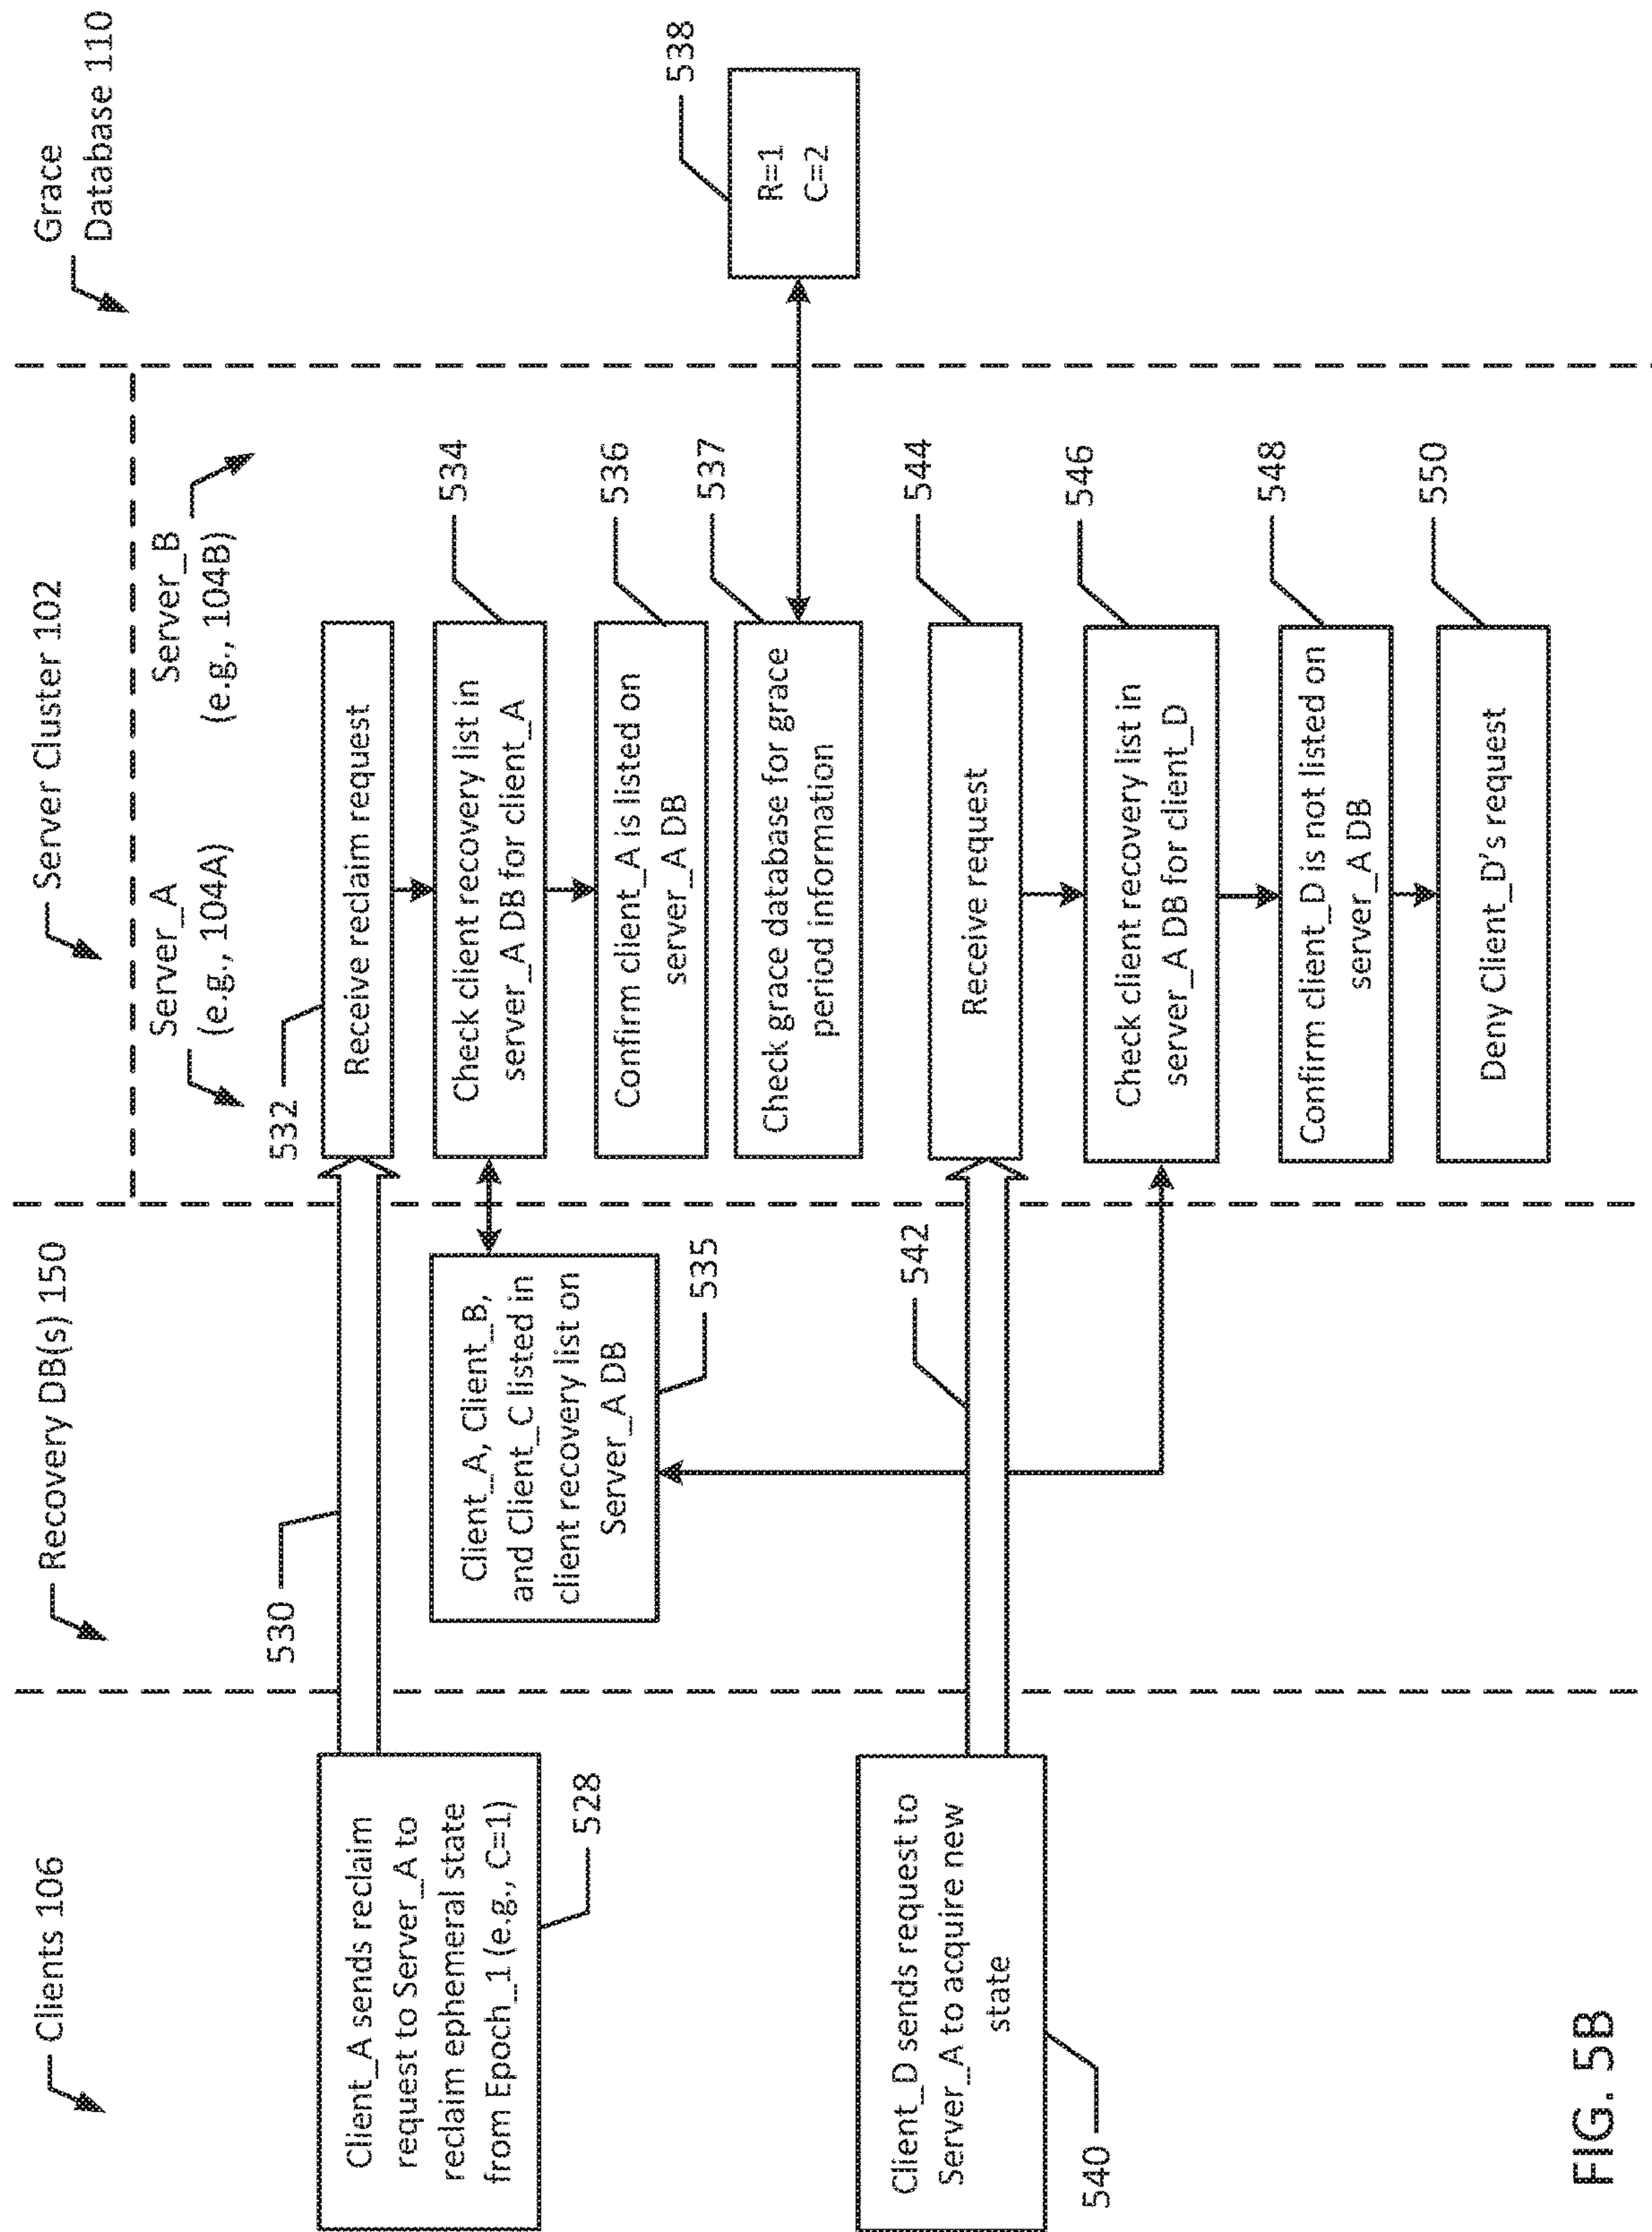 Clients 106
Recovery DB(s) 150
Server Cluster 102
Grace
Database 110
Server_A
(e.g., 104A)
Server_B
(e.g., 104B)
530
532
Client_A sends reclaim
request to Server_A to
reclaim ephemeral state
from Epoch_1 (e.g., C=1)
528
Receive reclaim request
534
Check client recovery list in
server_A DB for client_A
Client_A, Client_B,
and Client_C listed in
client recovery list on
Server_A DB
535
536
Confirm client_A is listed on
server_A DB
537
Check grace database for grace
period information
538
R=1
C=2
Client_D sends request to
Server_A to acquire new
state
540
542
544
Receive request
546
Check client recovery list in
server_A DB for client_D
548
Confirm client_D is not listed on
server_A DB
550
Deny Client_D's request
FIG. 5B